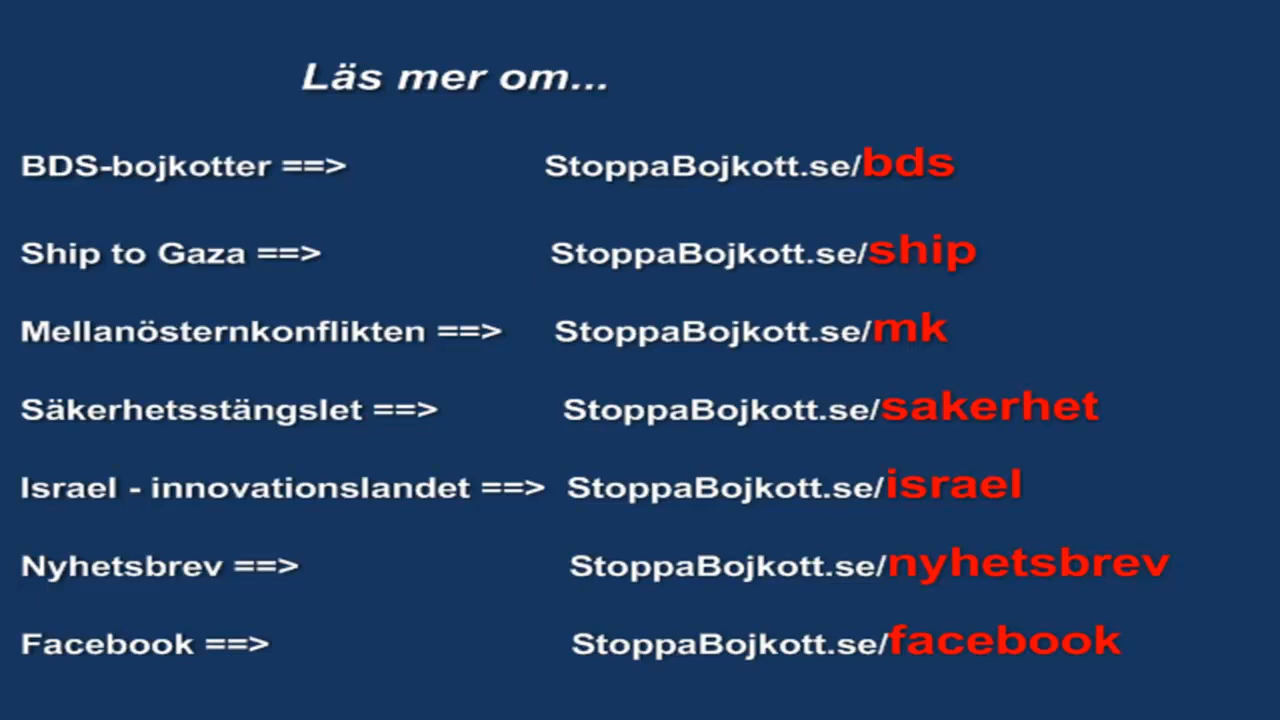 Läs mer om...
BDS-bojkotter ==> StoppaBojkott.se/bds
Ship to Gaza ==> StoppaBojkott.se/ship
Mellanösternkonflikten ==> StoppaBojkott.se/mk
Säkerhetsstängslet ==> StoppaBojkott.se/sakerhet
Israel - innovationslandet ==> StoppaBojkott.se/israel
Nyhetsbrev ==> StoppaBojkott.se/nyhetsbrev
Facebook ==> StoppaBojkott.se/facebook